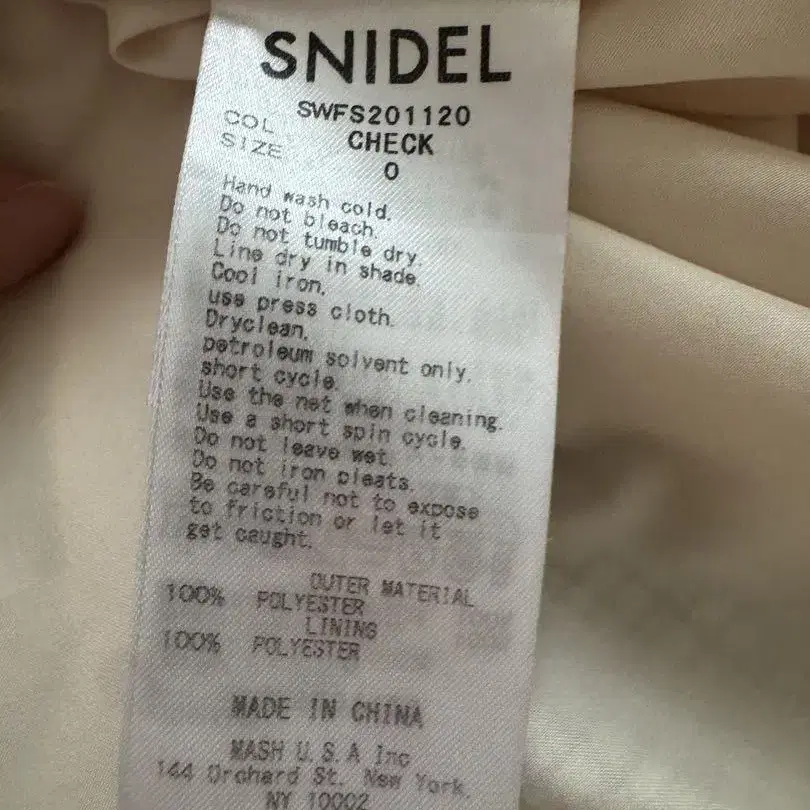 SNIDEL
SWFS201120
COL CHECK
SIZE 0
Hand wash cold.
Do not bleach.
Do not tumble dry.
Line dry in shade.
Cool iron.
use press cloth.
Dryclean.
petroleum solvent only.
short cycle.
Use the net when cleaning.
Use a short spin cycle.
Do not leave wet.
Do not iron pleats.
Be careful not to expose
to friction or let it
get caught.
OUTER MATERIAL
100% POLYESTER
LINING
100% POLYESTER
MADE IN CHINA
MASH U.S.A Inc
144 Orchard St. New York.
NY 10002